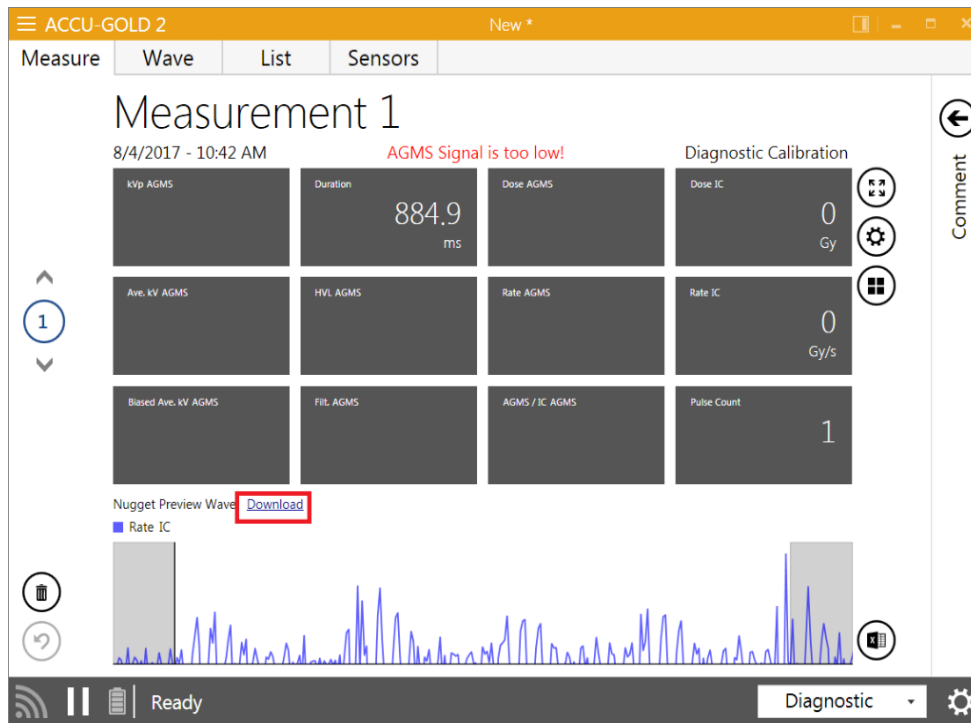 ACCU-GOLD 2
New *
Measure Wave List Sensors
Measurement 1
8/4/2017 - 10:42 AM AGMS Signal is too low! Diagnostic Calibration
Comment
kVp AGMS
Duration
884.9
ms
Dose AGMS
Dose IC
0
Gy
1
Ave. kV AGMS
HVL AGMS
Rate AGMS
Rate IC
0
Gy/s
Biased Ave. kV AGMS
Filt. AGMS
AGMS / IC AGMS
Pulse Count
1
Nugget Preview Wave Download
Rate IC
Ready
Diagnostic